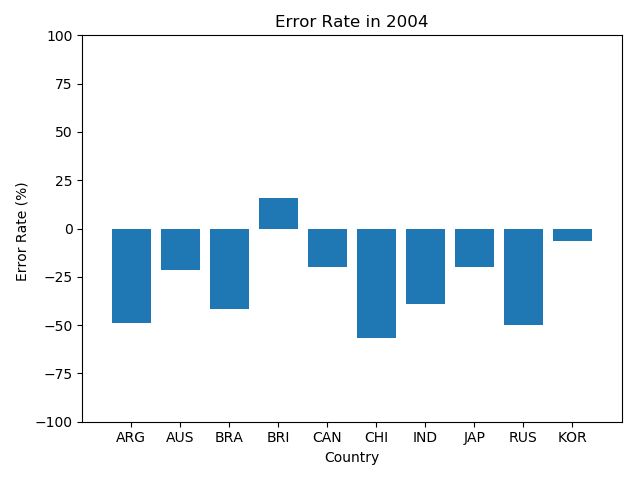 Error Rate in 2004
100
75
50
25
0
−25
−50
−75
−100
Error Rate (%)
ARG AUS BRA BRI CAN CHI IND JAP RUS KOR
Country